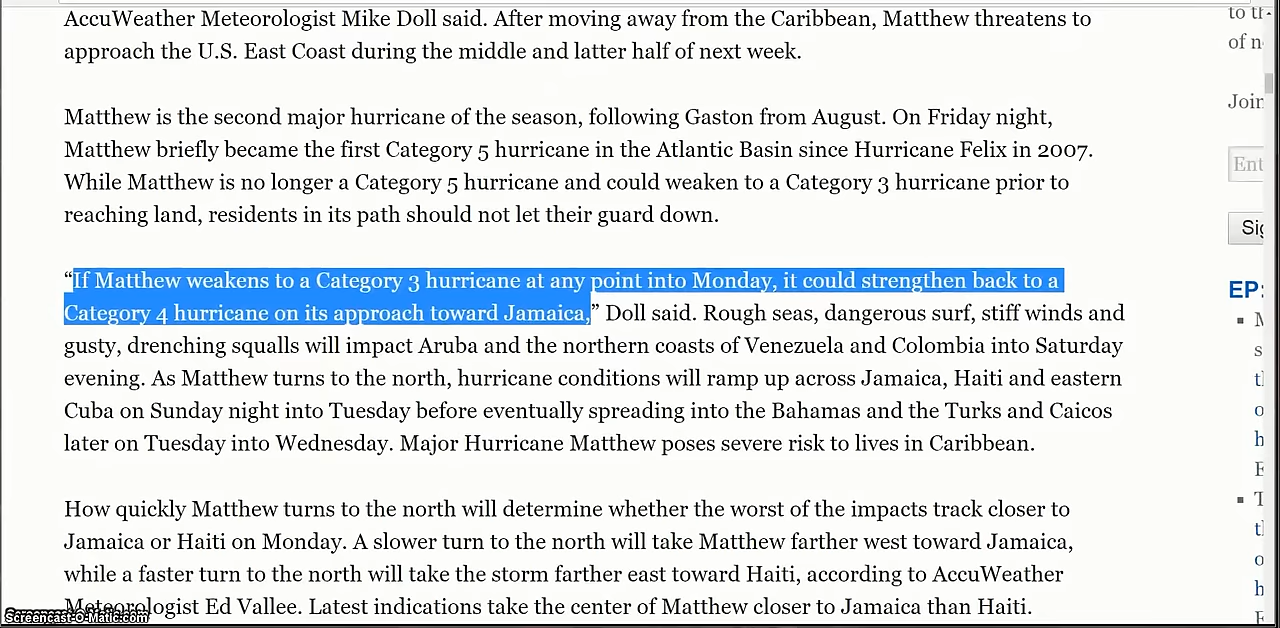 AccuWeather Meteorologist Mike Doll said. After moving away from the Caribbean, Matthew threatens to
approach the U.S. East Coast during the middle and latter half of next week.
Matthew is the second major hurricane of the season, following Gaston from August. On Friday night,
Matthew briefly became the first Category 5 hurricane in the Atlantic Basin since Hurricane Felix in 2007.
While Matthew is no longer a Category 5 hurricane and could weaken to a Category 3 hurricane prior to
reaching land, residents in its path should not let their guard down.
“If Matthew weakens to a Category 3 hurricane at any point into Monday, it could strengthen back to a
Category 4 hurricane on its approach toward Jamaica,” Doll said. Rough seas, dangerous surf, stiff winds and
gusty, drenching squalls will impact Aruba and the northern coasts of Venezuela and Colombia into Saturday
evening. As Matthew turns to the north, hurricane conditions will ramp up across Jamaica, Haiti and eastern
Cuba on Sunday night into Tuesday before eventually spreading into the Bahamas and the Turks and Caicos
later on Tuesday into Wednesday. Major Hurricane Matthew poses severe risk to lives in Caribbean.
How quickly Matthew turns to the north will determine whether the worst of the impacts track closer to
Jamaica or Haiti on Monday. A slower turn to the north will take Matthew farther west toward Jamaica,
while a faster turn to the north will take the storm farther east toward Haiti, according to AccuWeather
Meteorologist Ed Vallee. Latest indications take the center of Matthew closer to Jamaica than Haiti.
Screencast-O-Matic.com
of n
Join
Ent
EP: